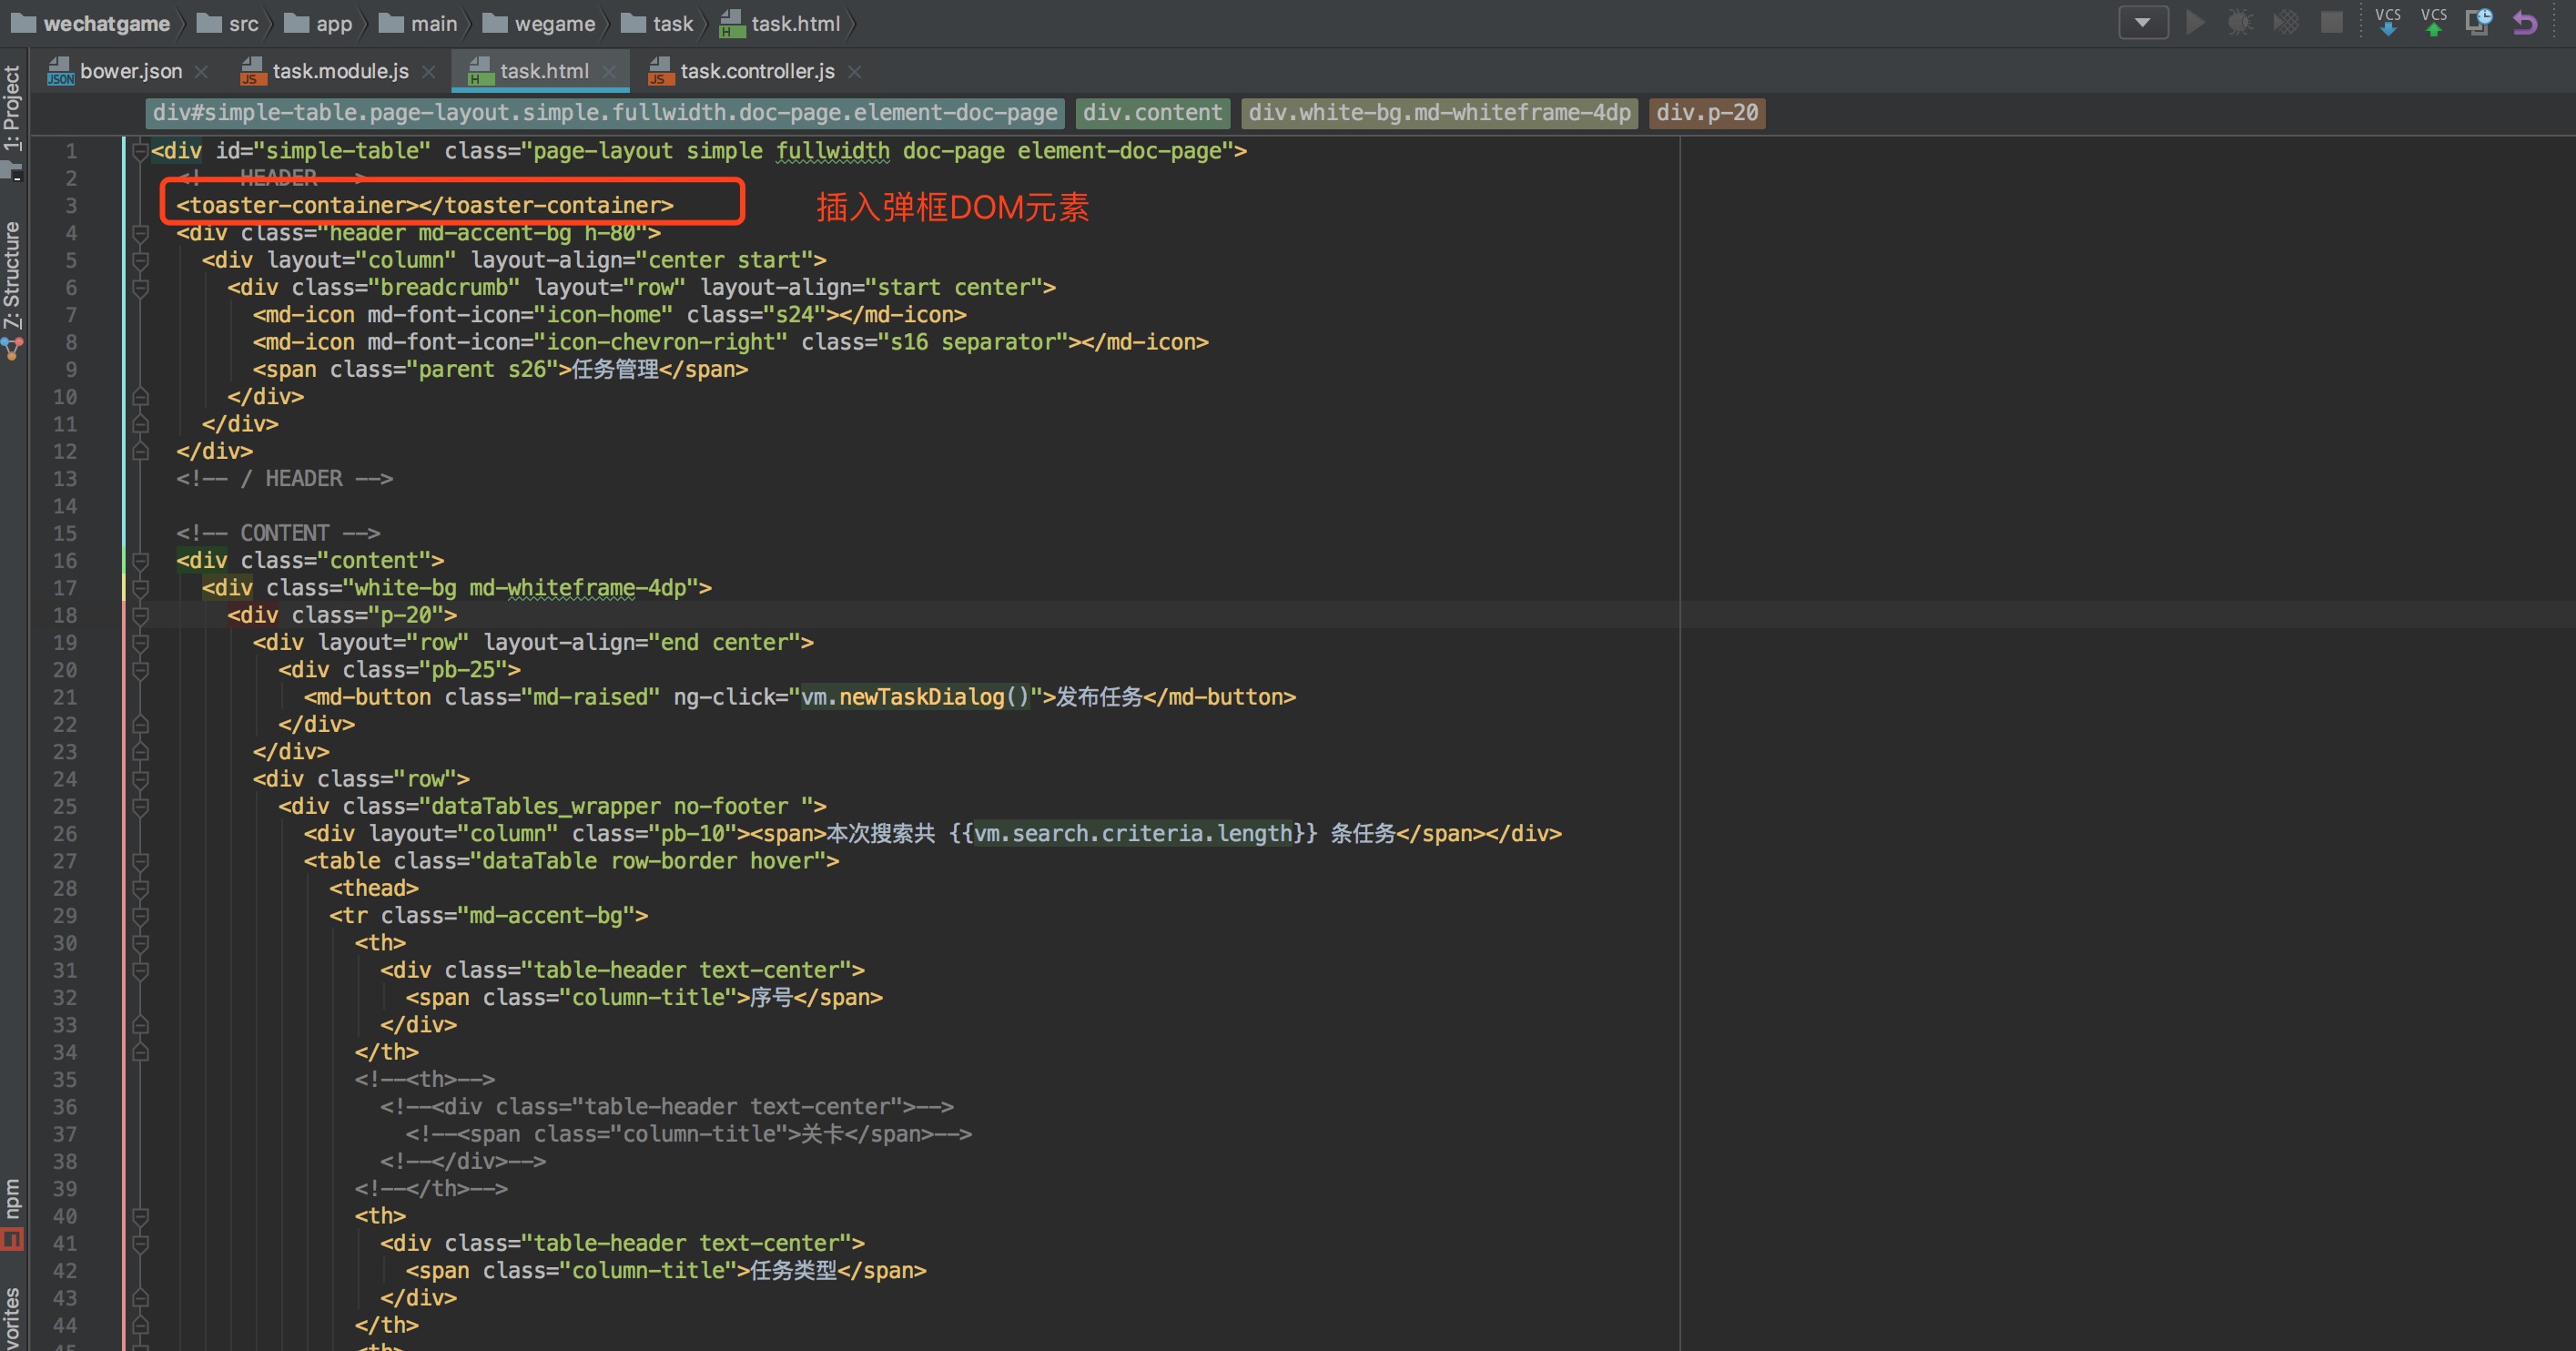 wechatgame src app main wegame task task.html VCS VCS
bower.json task.module.js task.html task.controller.js
div#simple-table.page-layout.simple.fullwidth.doc-page.element-doc-page div.content div.white-bg.md-whiteframe-4dp div.p-20
1: Project
Z: Structure
npm
1 <div id="simple-table" class="page-layout simple fullwidth doc-page element-doc-page">
2 <!-- HEADER -->
3 <toaster-container></toaster-container> 插入弹框DOM元素
4 <div class="header md-accent-bg h-80">
5 <div layout="column" layout-align="center start">
6 <div class="breadcrumb" layout="row" layout-align="start center">
7 <md-icon md-font-icon="icon-home" class="s24"></md-icon>
8 <md-icon md-font-icon="icon-chevron-right" class="s16 separator"></md-icon>
9 <span class="parent s26">任务管理</span>
10 </div>
11 </div>
12 </div>
13 <!-- / HEADER -->
14
15 <!-- CONTENT -->
16 <div class="content">
17 <div class="white-bg md-whiteframe-4dp">
18 <div class="p-20">
19 <div layout="row" layout-align="end center">
20 <div class="pb-25">
21 <md-button class="md-raised" ng-click="vm.newTaskDialog()">发布任务</md-button>
22 </div>
23 </div>
24 <div class="row">
25 <div class="dataTables_wrapper no-footer ">
26 <div layout="column" class="pb-10"><span>本次搜索共 {{vm.search.criteria.length}} 条任务</span></div>
27 <table class="dataTable row-border hover">
28 <thead>
29 <tr class="md-accent-bg">
30 <th>
31 <div class="table-header text-center">
32 <span class="column-title">序号</span>
33 </div>
34 </th>
35 <!--<th>-->
36 <!--<div class="table-header text-center">-->
37 <!--<span class="column-title">关卡</span>-->
38 <!--</div>-->
39 <!--</th>-->
40 <th>
41 <div class="table-header text-center">
42 <span class="column-title">任务类型</span>
43 </div>
44 </th>